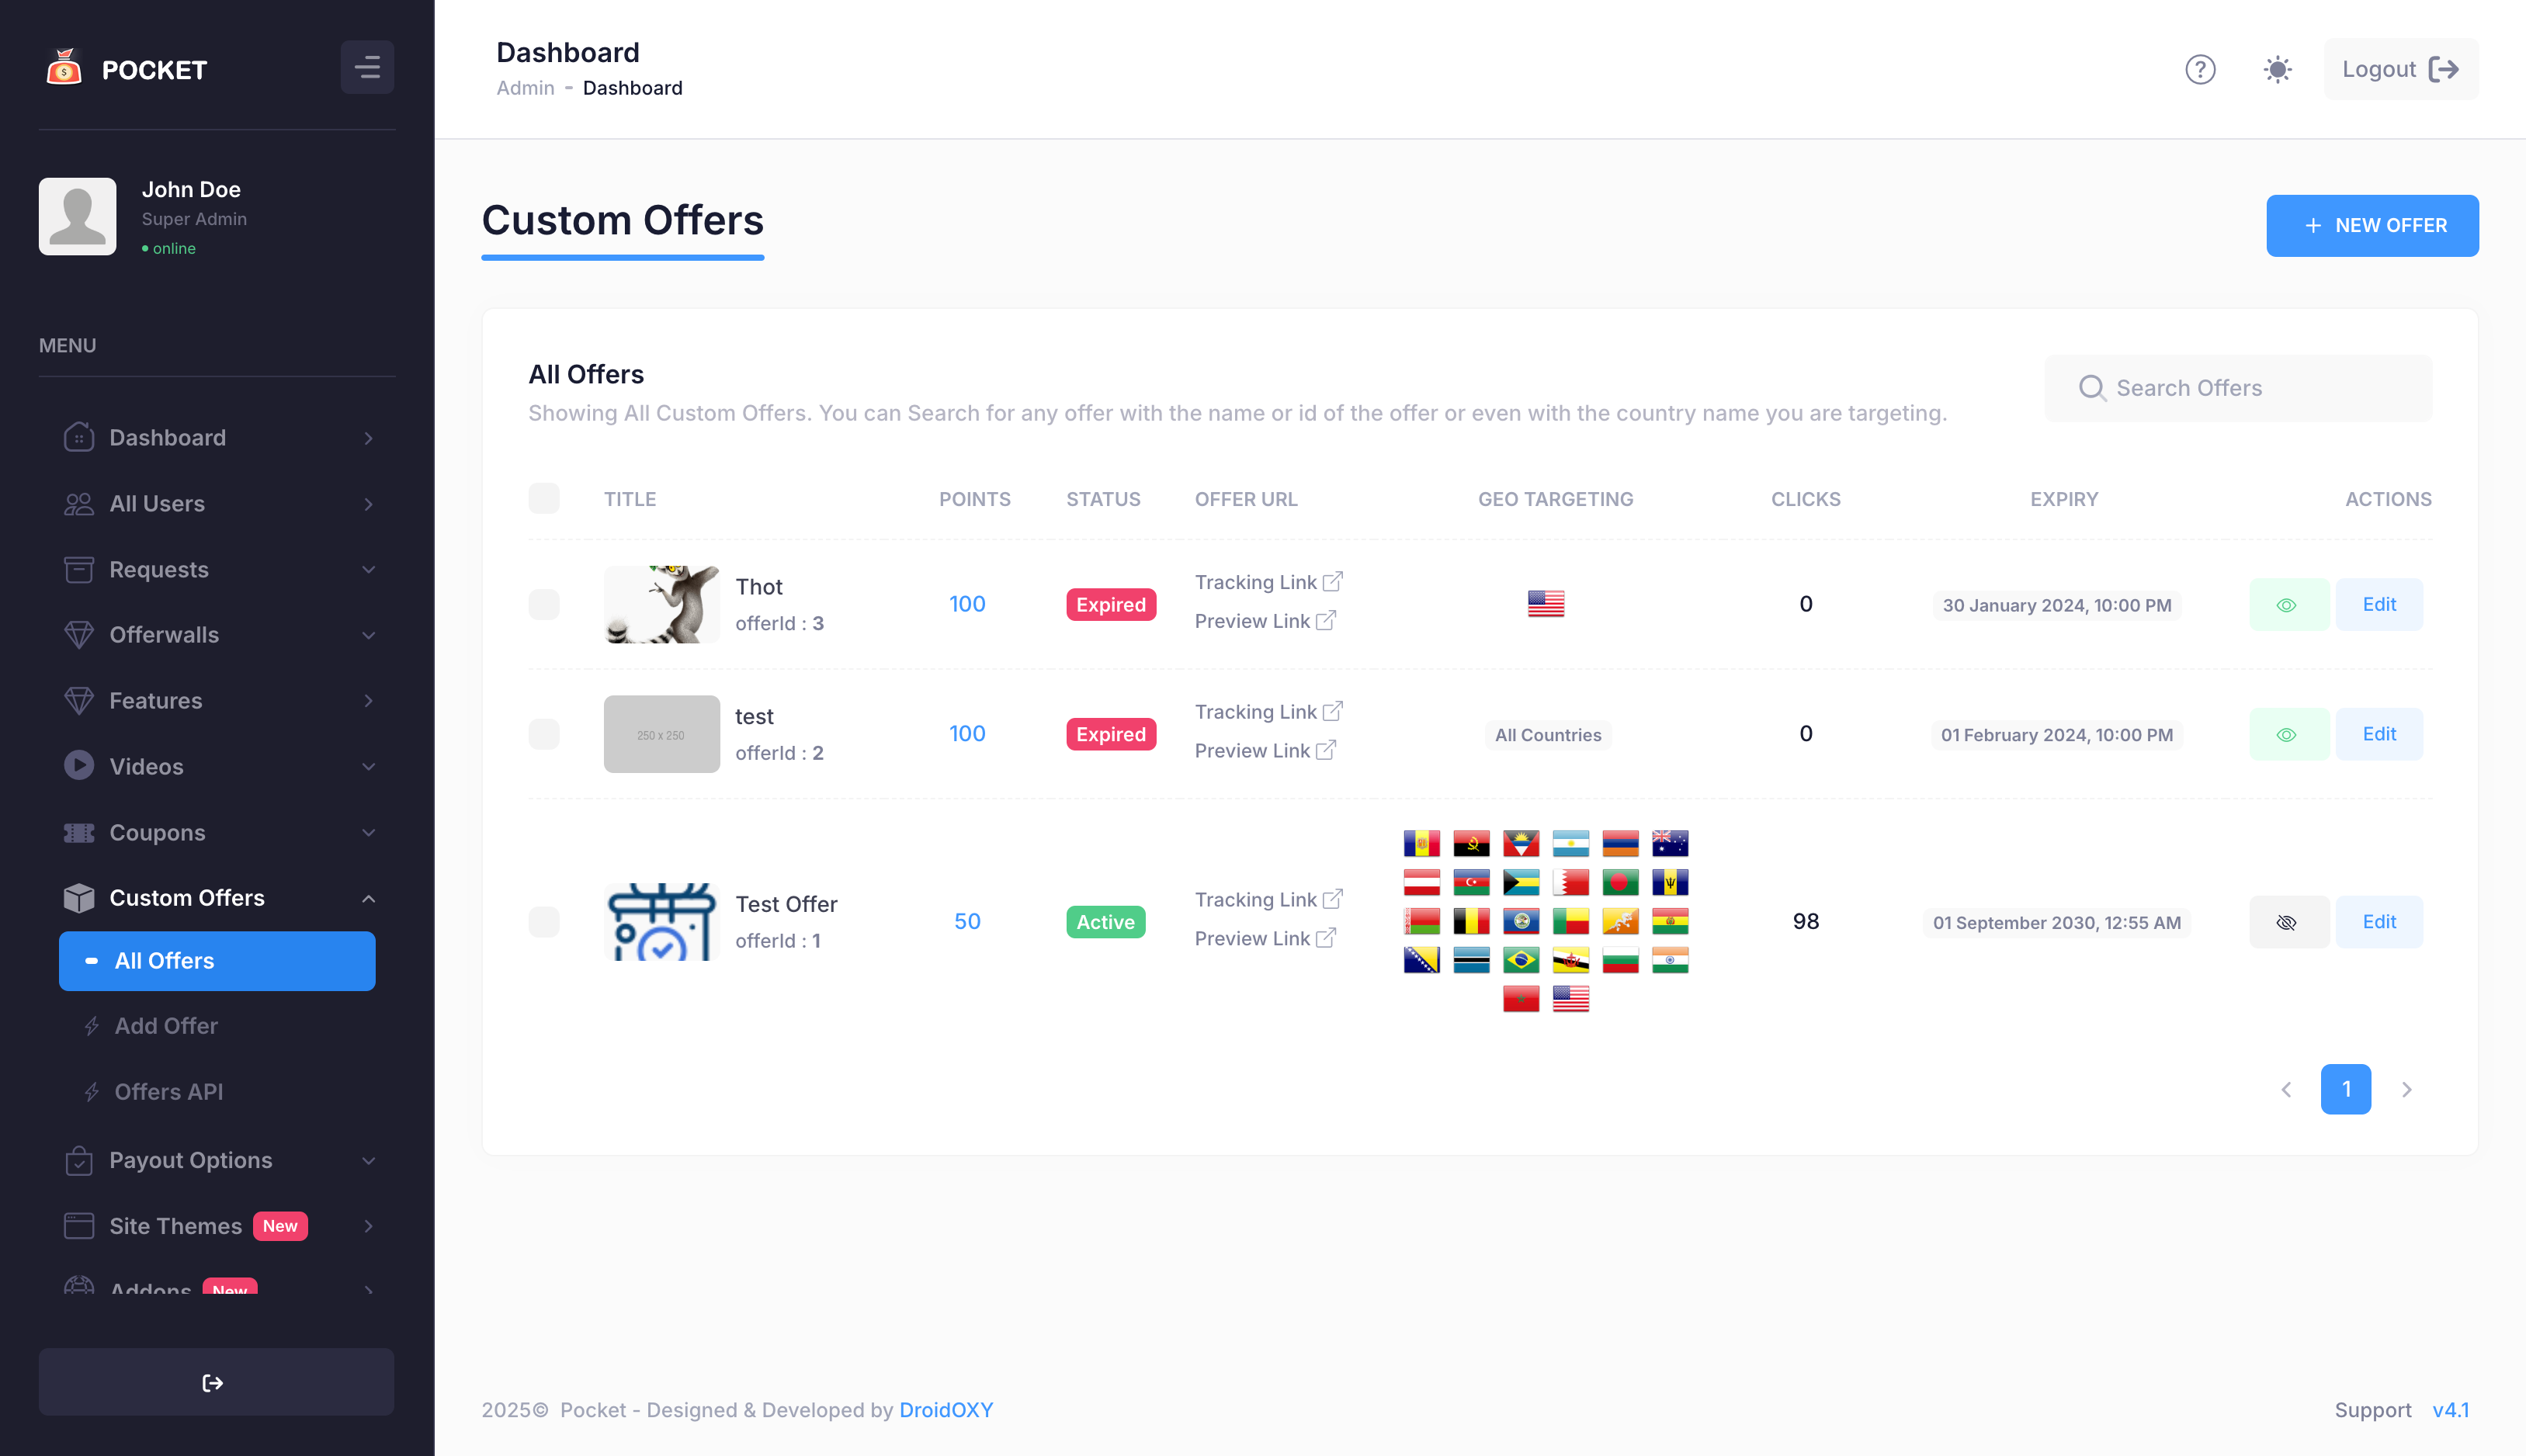 POCKET
John Doe
Super Admin
online
MENU
Dashboard
All Users
Requests
Offerwalls
Features
Videos
Coupons
Custom Offers
All Offers
Add Offer
Offers API
Payout Options
Site Themes New
Addons New
Dashboard
Admin - Dashboard
Logout
Custom Offers
+ NEW OFFER
All Offers
Showing All Custom Offers. You can Search for any offer with the name or id of the offer or even with the country name you are targeting.
Search Offers
TITLE POINTS STATUS OFFER URL GEO TARGETING CLICKS EXPIRY ACTIONS
Thot
offerId : 3
100
Expired
Tracking Link
Preview Link
0
30 January 2024, 10:00 PM
Edit
250 x 250
test
offerId : 2
100
Expired
Tracking Link
Preview Link
All Countries
0
01 February 2024, 10:00 PM
Edit
Test Offer
offerId : 1
50
Active
Tracking Link
Preview Link
98
01 September 2030, 12:55 AM
Edit
1
2025© Pocket - Designed & Developed by DroidOXY
Support v4.1